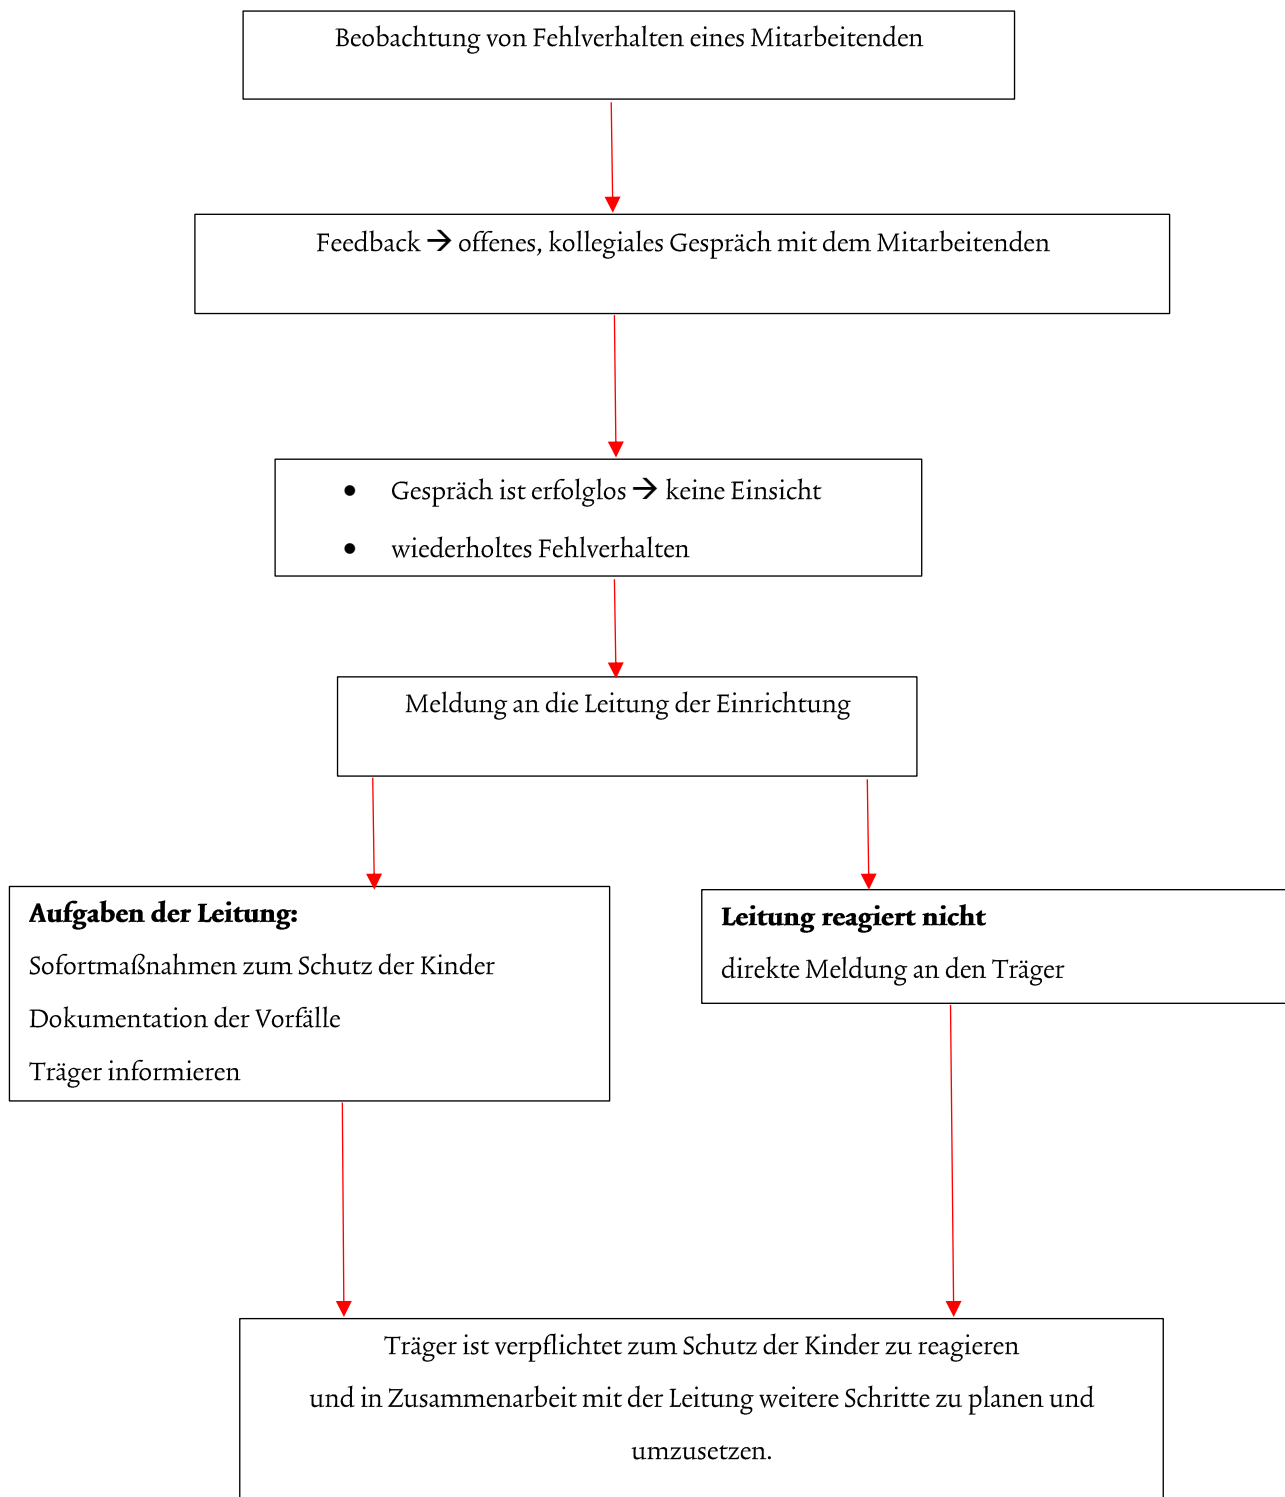 Beobachtung von Fehlverhalten eines Mitarbeitenden
Feedback → offenes, kollegiales Gespräch mit dem Mitarbeitenden
• Gespräch ist erfolglos → keine Einsicht
• wiederholtes Fehlverhalten
Meldung an die Leitung der Einrichtung
Aufgaben der Leitung:
Sofortmaßnahmen zum Schutz der Kinder
Dokumentation der Vorfälle
Träger informieren
Leitung reagiert nicht
direkte Meldung an den Träger
Träger ist verpflichtet zum Schutz der Kinder zu reagieren
und in Zusammenarbeit mit der Leitung weitere Schritte zu planen und
umzusetzen.